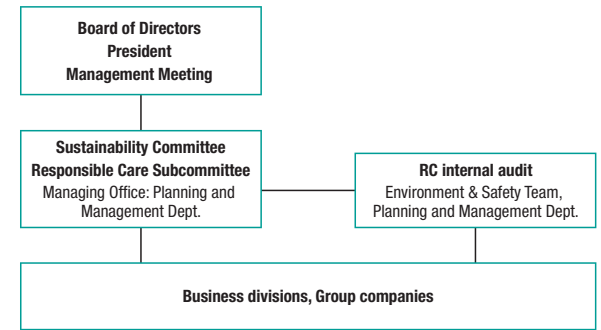 Board of Directors
President
Management Meeting
Sustainability Committee
Responsible Care Subcommittee
Managing Office: Planning and
Management Dept.
RC internal audit
Environment & Safety Team,
Planning and Management Dept.
Business divisions, Group companies